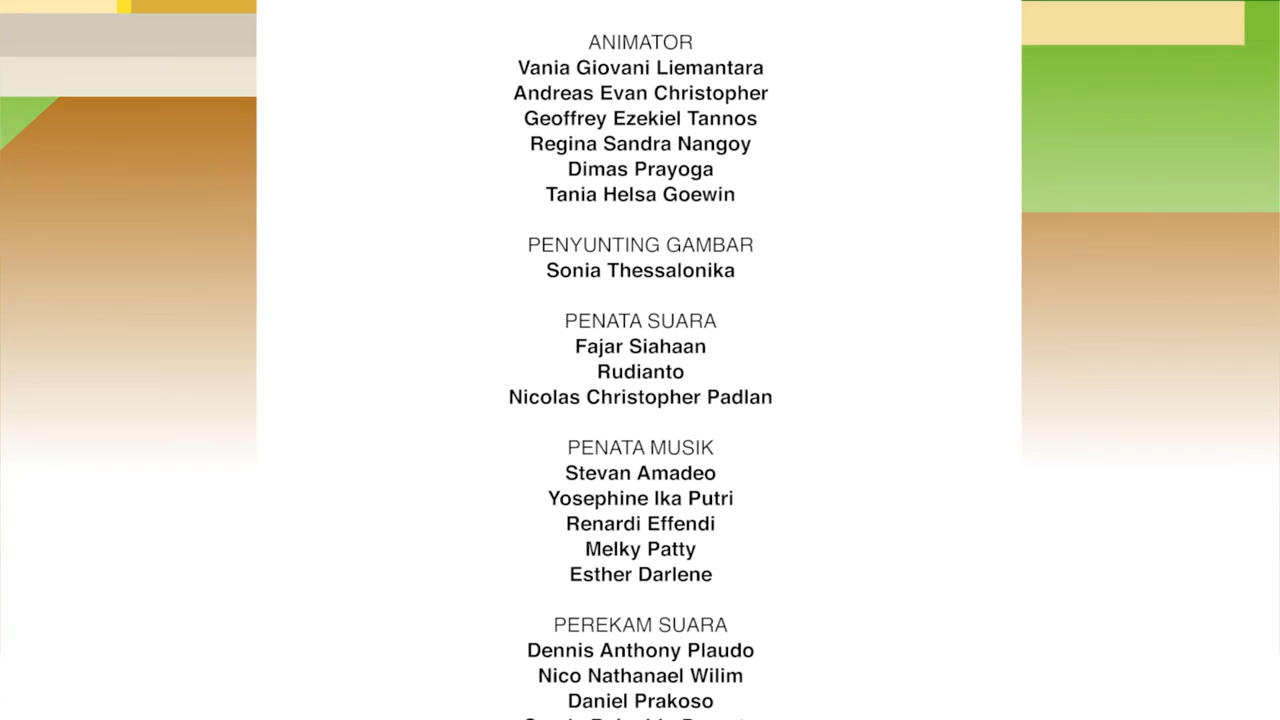 ANIMATOR
Vania Giovani Liemantara
Andreas Evan Christopher
Geoffrey Ezekiel Tannos
Regina Sandra Nangoy
Dimas Prayoga
Tania Helsa Goewin
PENYUNTING GAMBAR
Sonia Thessalonika
PENATA SUARA
Fajar Siahaan
Rudianto
Nicolas Christopher Padlan
PENATA MUSIK
Stevan Amadeo
Yosephine Ika Putri
Renardi Effendi
Melky Patty
Esther Darlene
PEREKAM SUARA
Dennis Anthony Plaudo
Nico Nathanael Wilim
Daniel Prakoso